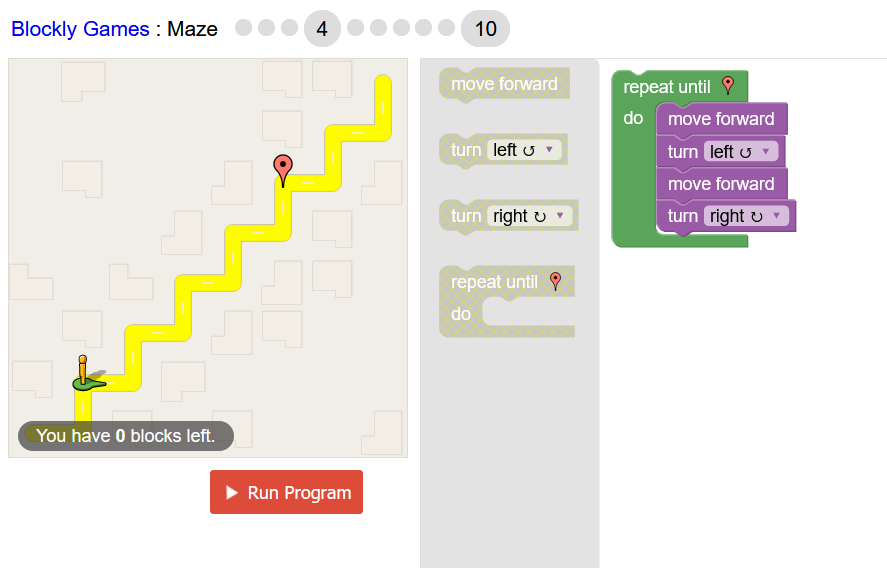 Blockly Games : Maze 4 10
You have 0 blocks left.
Run Program
move forward
turn left ↺ ▼
turn right ↻ ▼
repeat until
do
repeat until
do
move forward
turn left ↺ ▼
move forward
turn right ↻ ▼